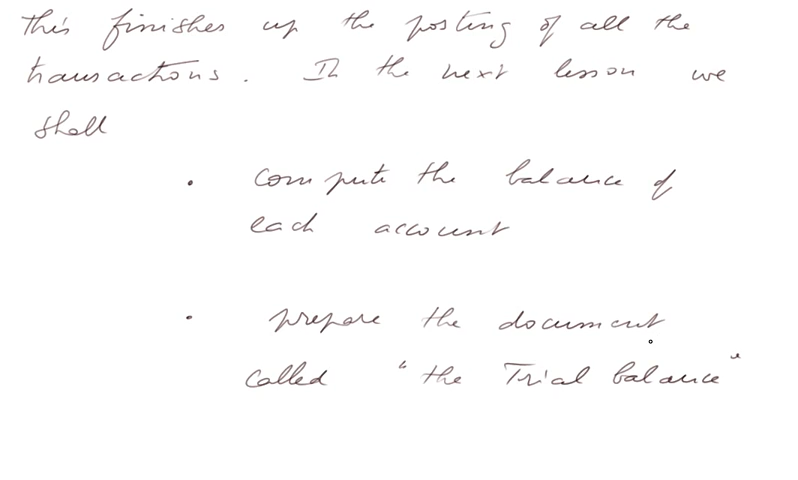 This finishes up the posting of all the
transactions. In the next lesson we
shall
• compute the balance of
each account
• prepare the document
called "the Trial balance"